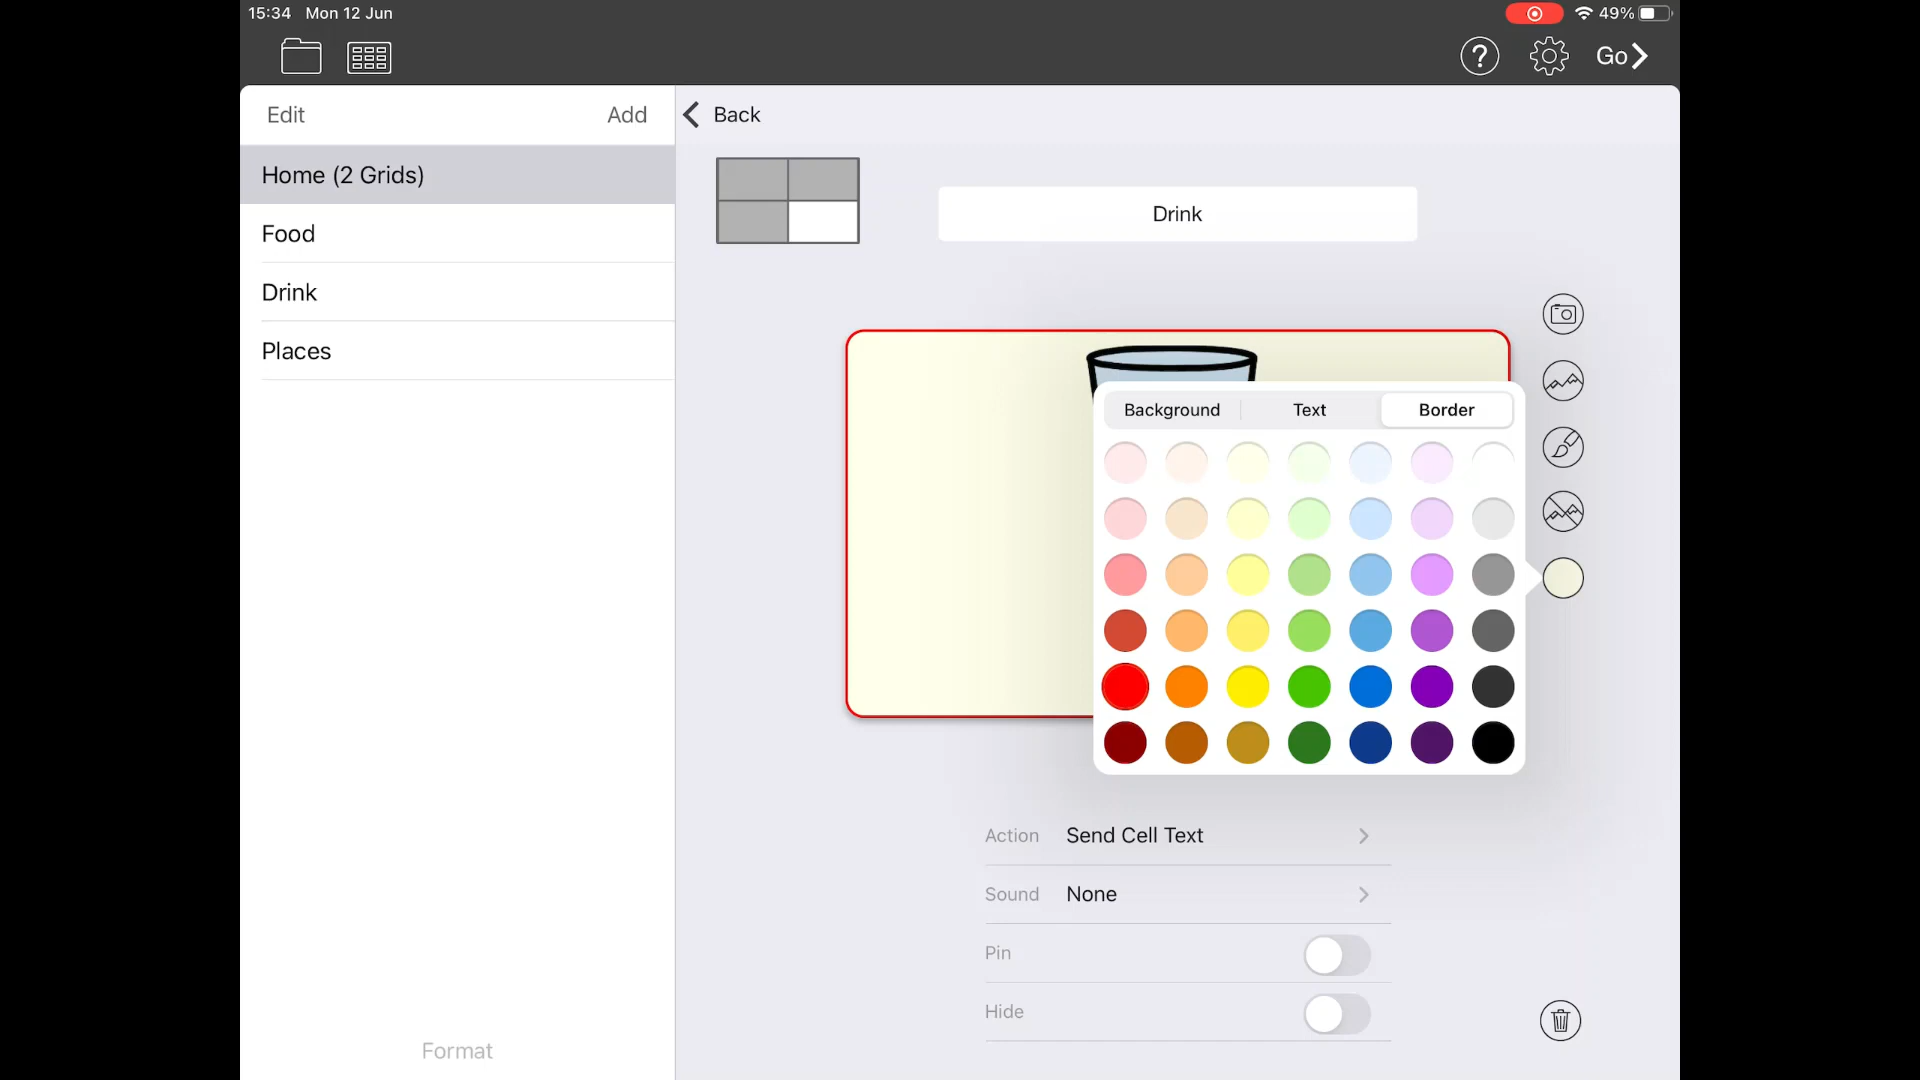 15:34 Mon 12 Jun
49%
?
Go
Edit Add
Back
Home (2 Grids)
Food
Drink
Places
Drink
Background Text Border
Action Send Cell Text
Sound None
Pin
Hide
Format